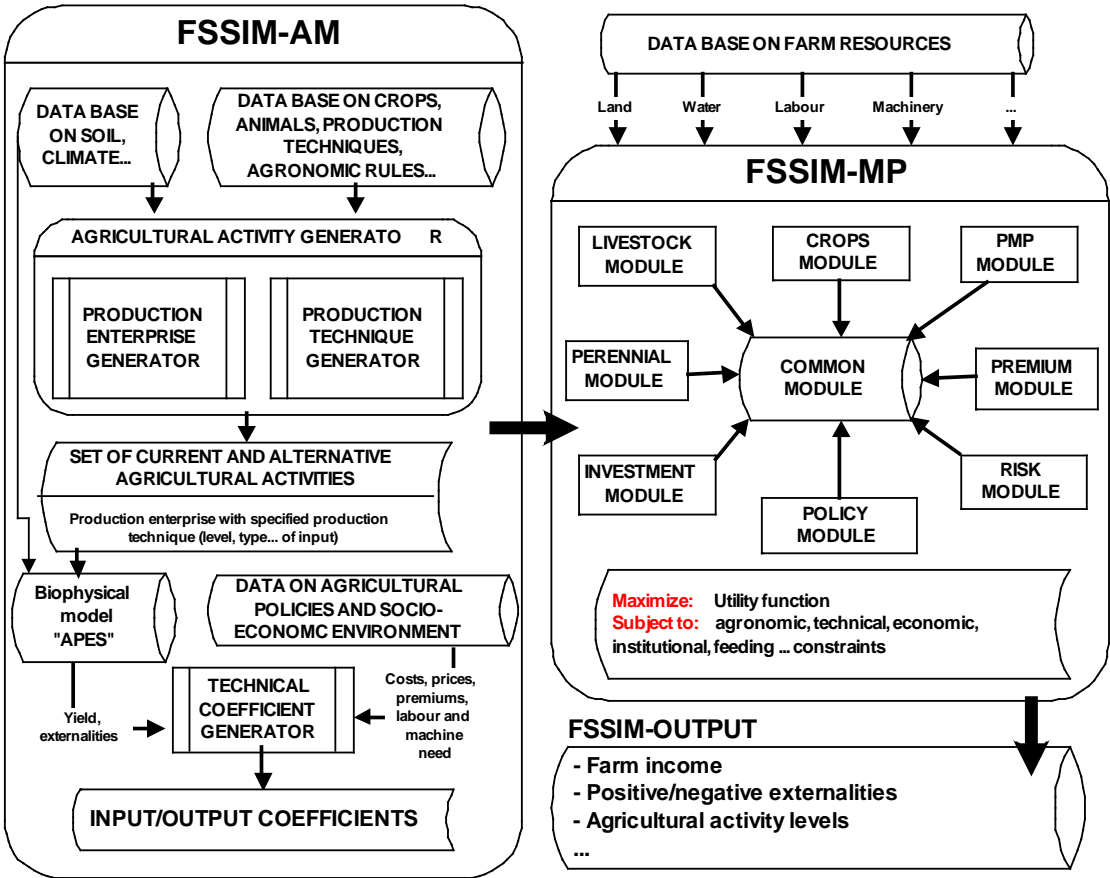 FSSIM-AM
DATA BASE
ON SOIL,
CLIMATE...
DATA BASE ON CROPS,
ANIMALS, PRODUCTION
TECHNIQUES,
AGRONOMIC RULES...
AGRICULTURAL ACTIVITY GENERATO R
PRODUCTION
ENTERPRISE
GENERATOR
PRODUCTION
TECHNIQUE
GENERATOR
SET OF CURRENT AND ALTERNATIVE
AGRICULTURAL ACTIVITIES
Production enterprise with specified production
technique (level, type... of input)
Biophysical
model
"APES"
DATA ON AGRICULTURAL
POLICIES AND SOCIO-
ECONOMC ENVIRONMENT
Yield,
externalities
TECHNICAL
COEFFICIENT
GENERATOR
Costs, prices,
premiums,
labour and
machine
need
INPUT/OUTPUT COEFFICIENTS
DATA BASE ON FARM RESOURCES
Land
Water
Labour
Machinery
...
FSSIM-MP
LIVESTOCK
MODULE
CROPS
MODULE
PMP
MODULE
PERENNIAL
MODULE
COMMON
MODULE
PREMIUM
MODULE
INVESTMENT
MODULE
POLICY
MODULE
RISK
MODULE
Maximize: Utility function
Subject to: agronomic, technical, economic,
institutional, feeding ... constraints
FSSIM-OUTPUT
- Farm income
- Positive/negative externalities
- Agricultural activity levels
...